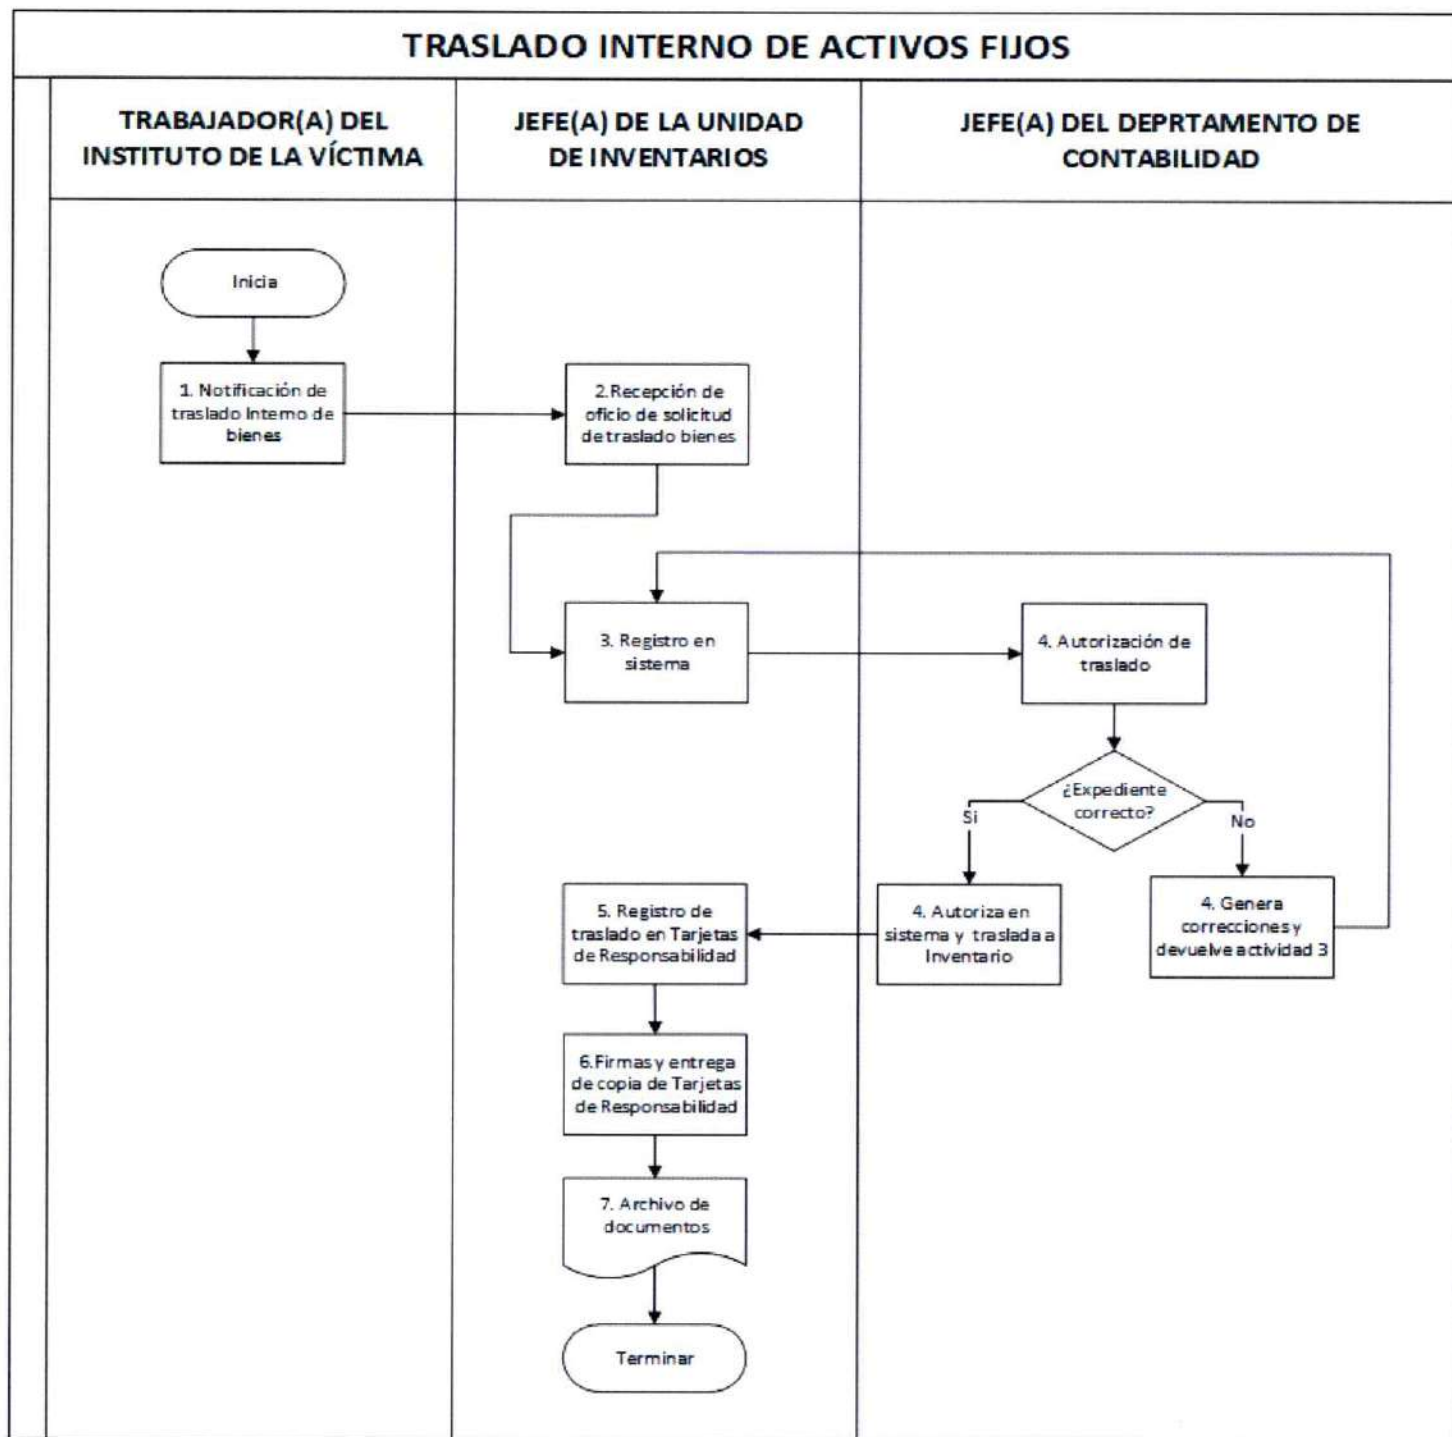 TRASLADO INTERNO DE ACTIVOS FIJOS
TRABAJADOR(A) DEL
INSTITUTO DE LA VÍCTIMA
JEFE(A) DE LA UNIDAD
DE INVENTARIOS
JEFE(A) DEL DEPRTAMENTO DE
CONTABILIDAD
Inicia
1. Notificación de
traslado Interno de
bienes
2.Recepción de
oficio de solicitud
de traslado bienes
3. Registro en
sistema
4. Autorización de
traslado
¿Expediente
correcto?
Si
No
5. Registro de
traslado en Tarjetas
de Responsabilidad
4. Autoriza en
sistema y traslada a
Inventario
4. Genera
correcciones y
devuelve actividad 3
6.Firmas y entrega
de copia de Tarjetas
de Responsabilidad
7. Archivo de
documentos
Terminar